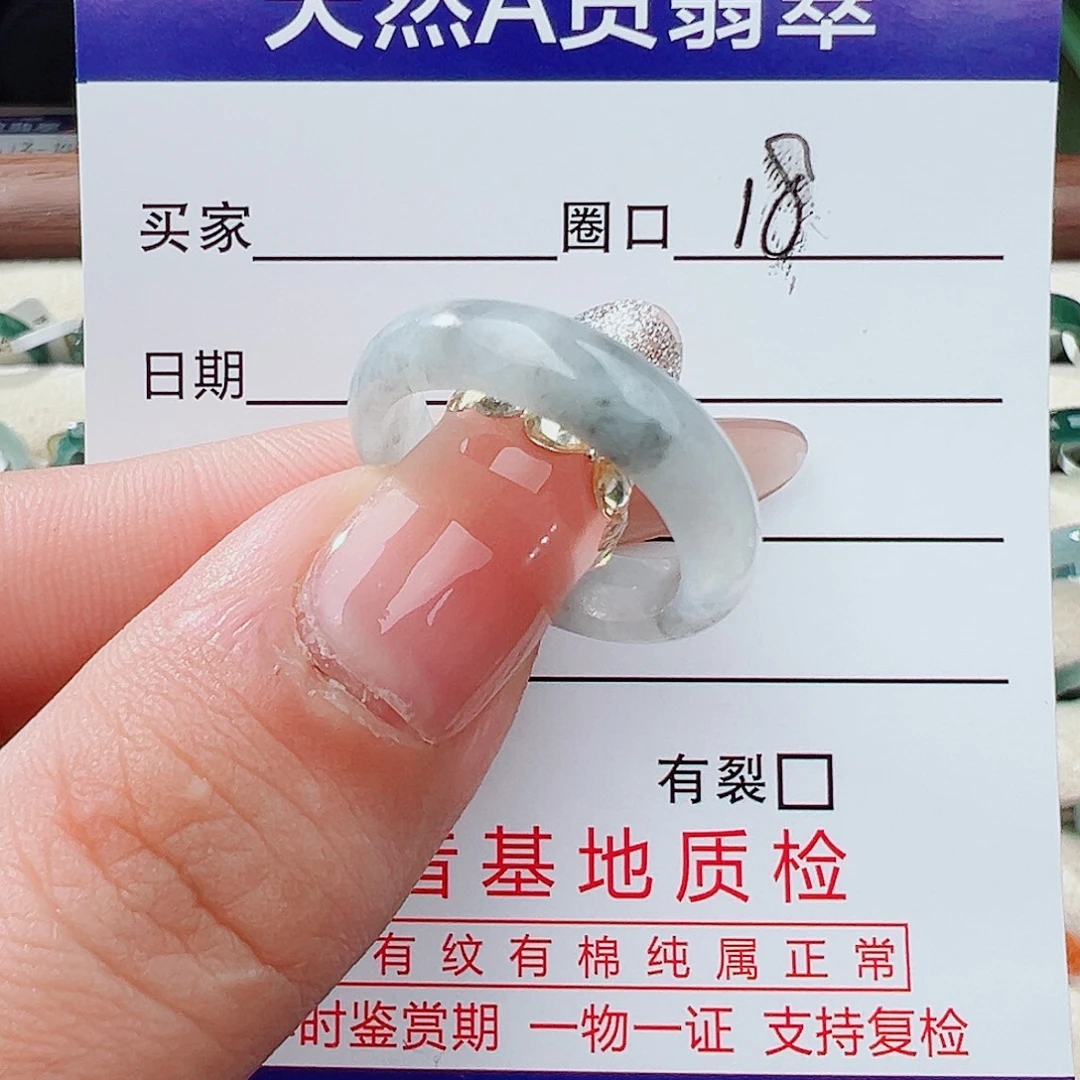 天然A货翡翠
买家 圈口 18
日期
有裂
基地质检
有纹有棉纯属正常
时鉴赏期 一物一证 支持复检